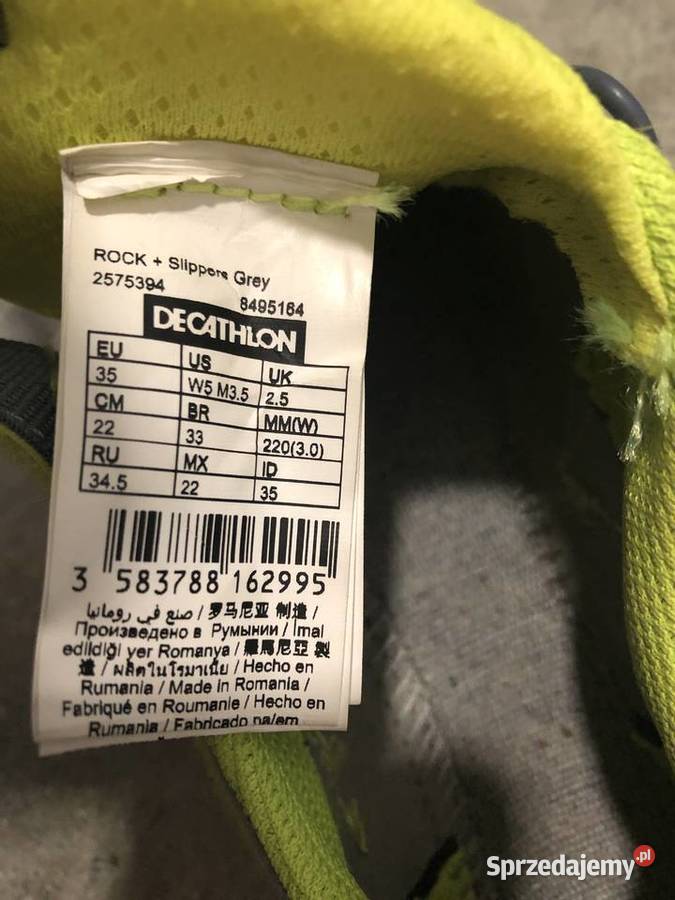 ROCK + Slippers Grey
2575394
8495164
DECATHLON
EU US UK
35 W5 M3.5 2.5
CM BR MM(W)
22 33 220(3.0)
RU MX ID
34.5 22 35
3 583788 162995
صنع في رومانيا / 罗马尼亚 制造 /
Произведено в Румынии / İmal
edildiği yer Romanya / 羅馬尼亞 製
造 / ผลิตในโรมาเนีย / Hecho en
Rumania / Made in Romania /
Fabriqué en Roumanie / Hecho en
Rumania / Fabricado na/em
Sprzedajemy.pl